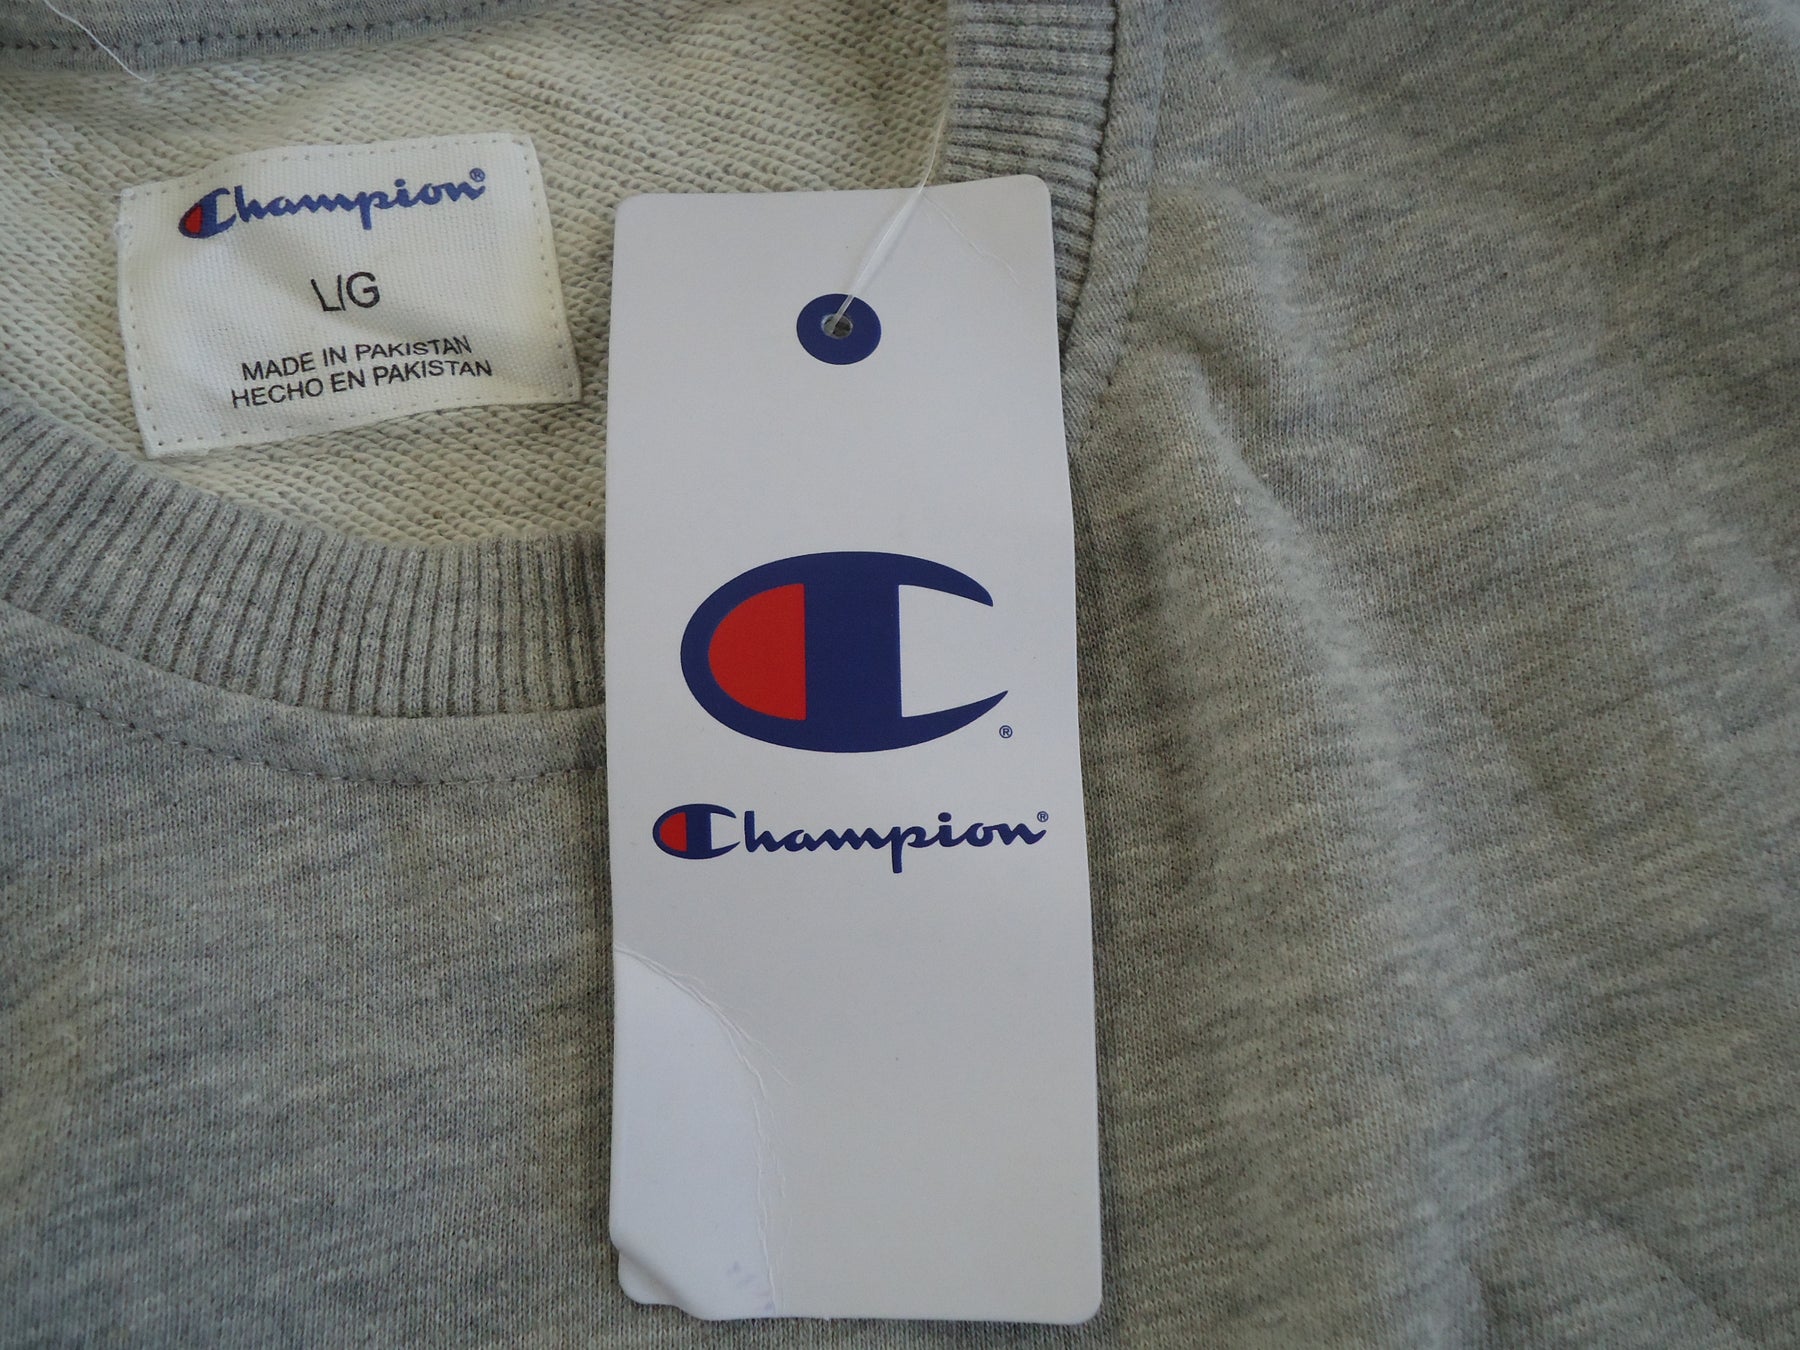 Champion®
L/G
MADE IN PAKISTAN
HECHO EN PAKISTAN
®
Champion®